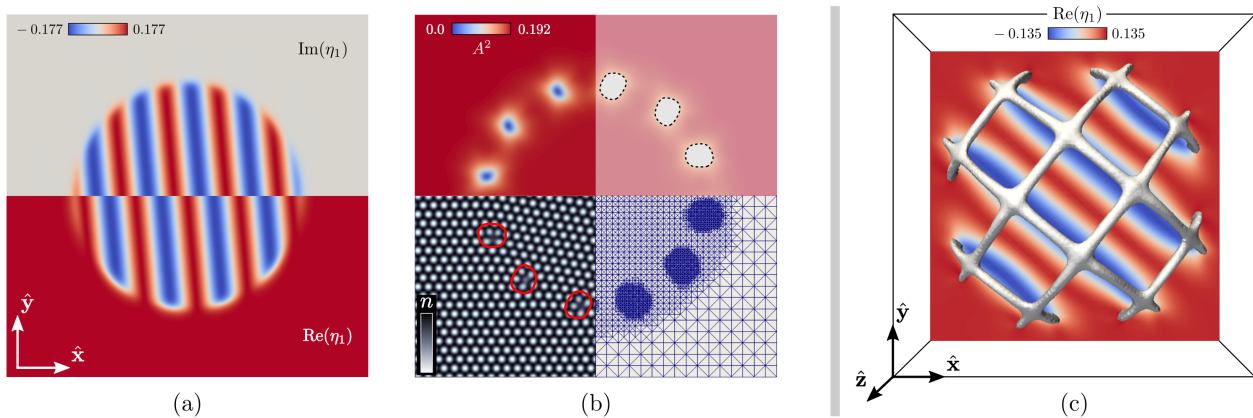 − 0.177 0.177
Im(η₁)
ŷ
x̂
Re(η₁)
(a)
0.0 0.192
A²
n
(b)
Re(η₁)
− 0.135 0.135
ŷ
ẑ
x̂
(c)